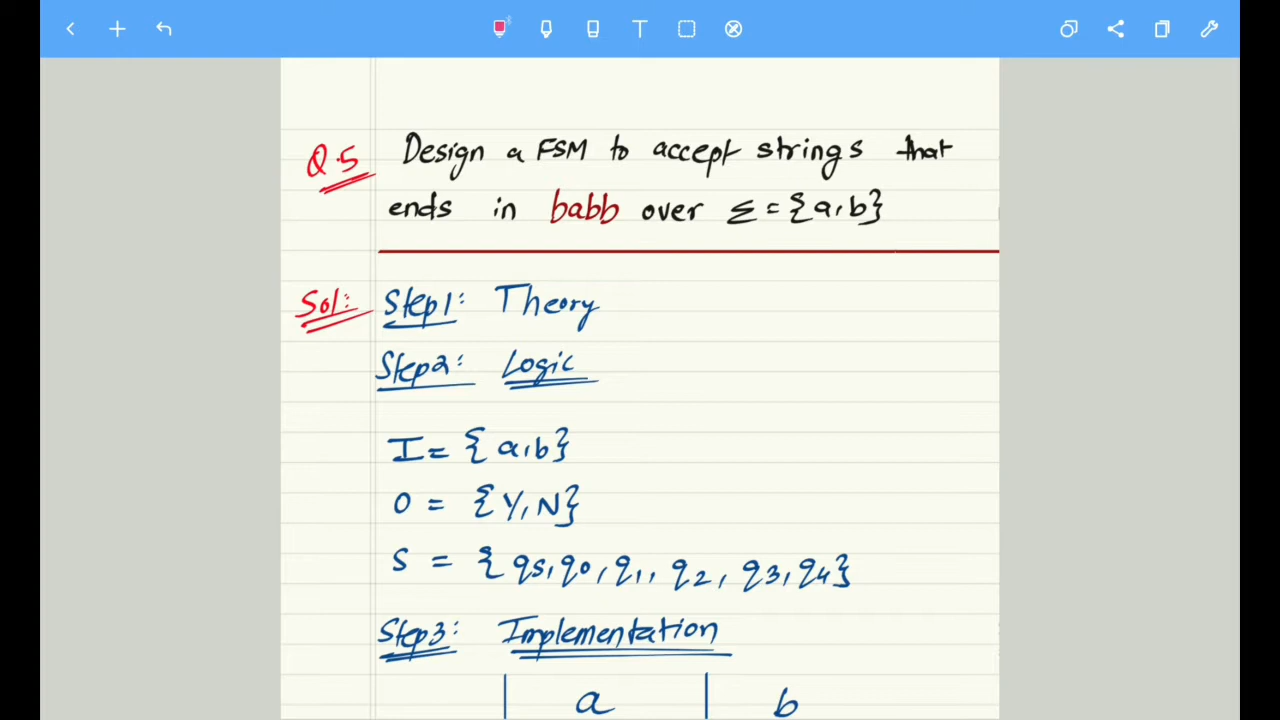 Q.5 Design a FSM to accept strings that
ends in babb over Σ = {a,b}
Sol: Step1: Theory
Step2: Logic
I = {a,b}
O = {Y,N}
S = {qs,q0,q1,q2,q3,q4}
Step3: Implementation
a b